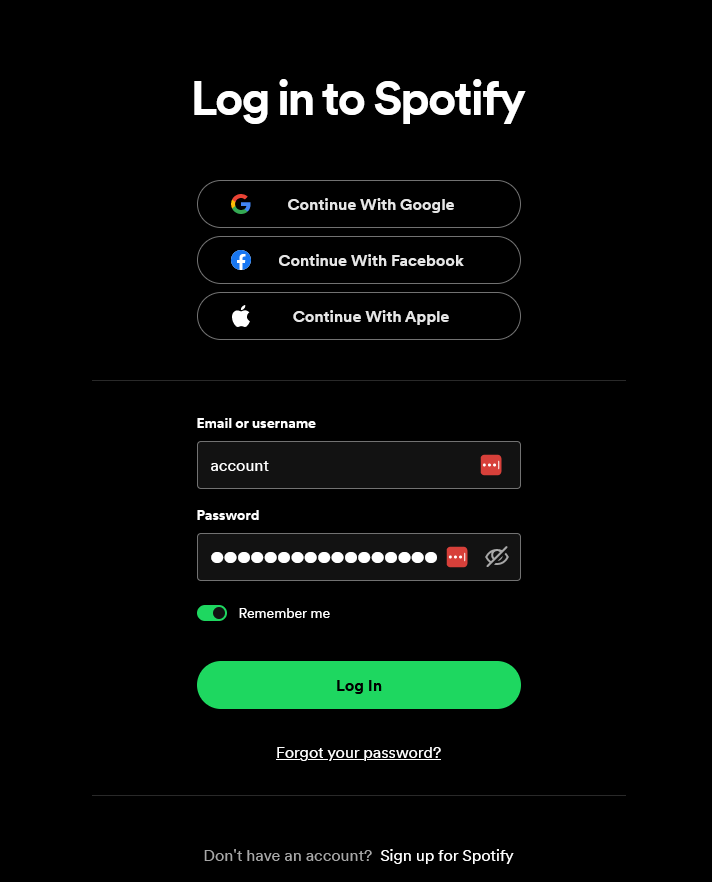 Log in to Spotify
Continue With Google
Continue With Facebook
Continue With Apple
Email or username
account
Password
Remember me
Log In
Forgot your password?
Don't have an account? Sign up for Spotify